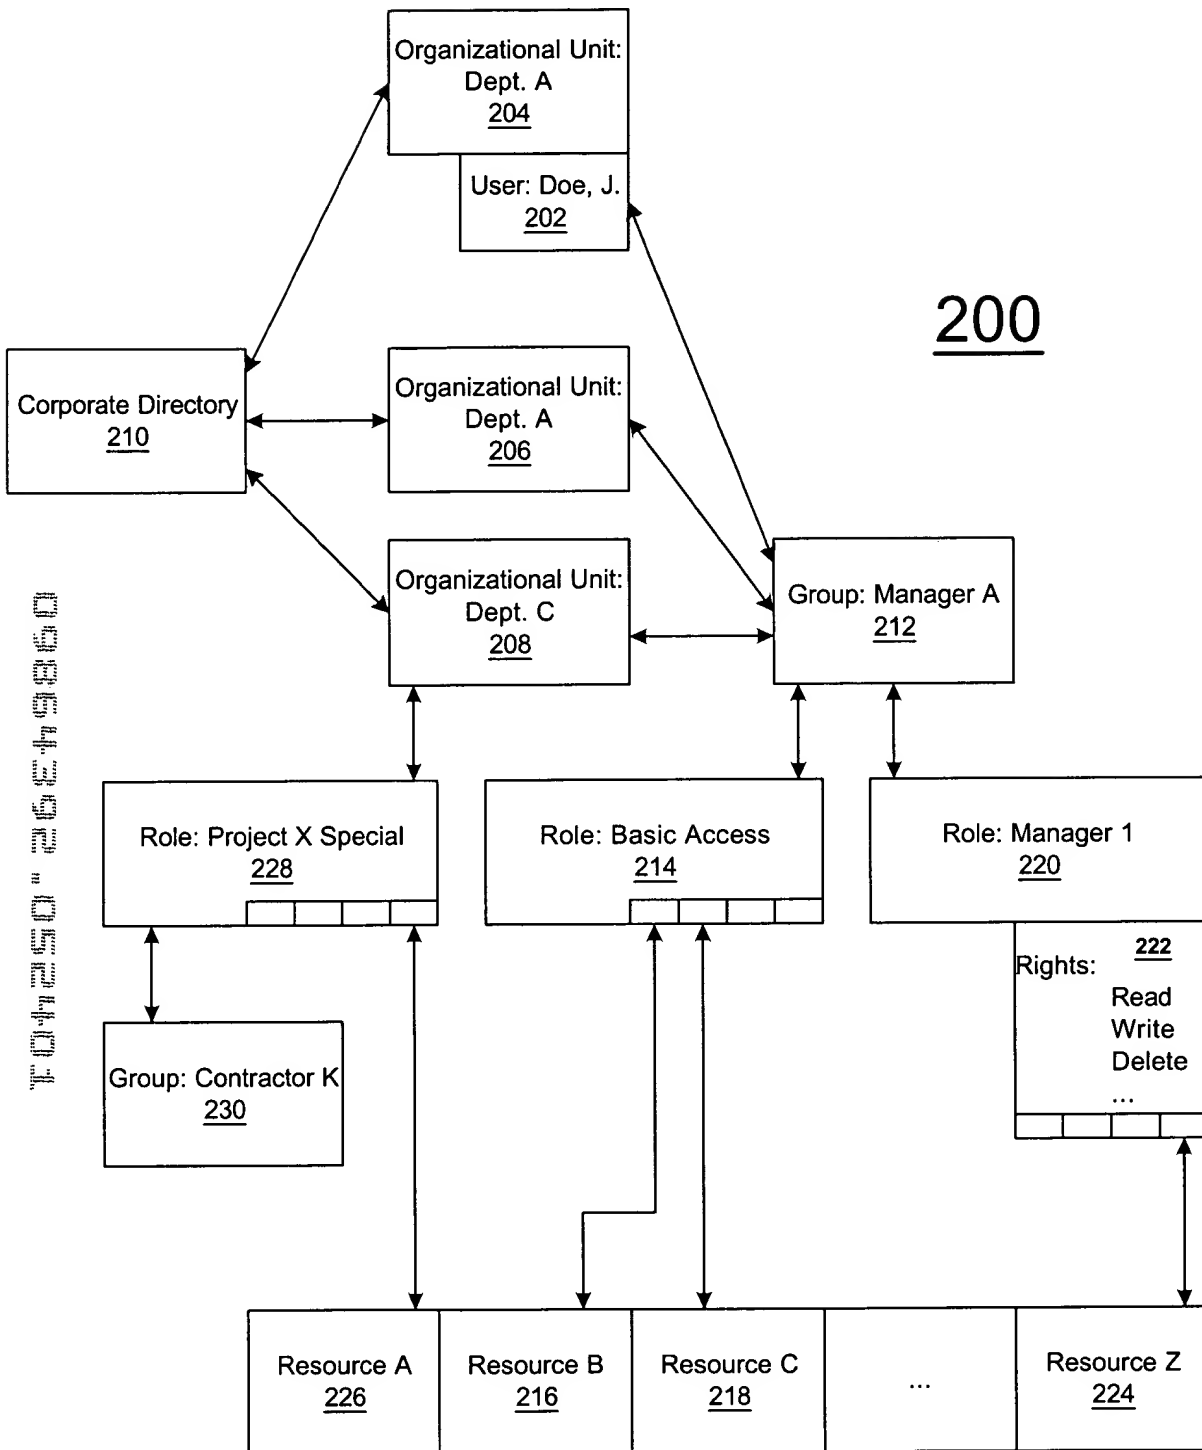 Organizational Unit:
Dept. A
204
User: Doe, J.
202
200
Corporate Directory
210
Organizational Unit:
Dept. A
206
Organizational Unit:
Dept. C
208
Group: Manager A
212
Role: Project X Special
228
Role: Basic Access
214
Role: Manager 1
220
222
Rights:
Read
Write
Delete
...
Group: Contractor K
230
Resource A
226
Resource B
216
Resource C
218
...
Resource Z
224